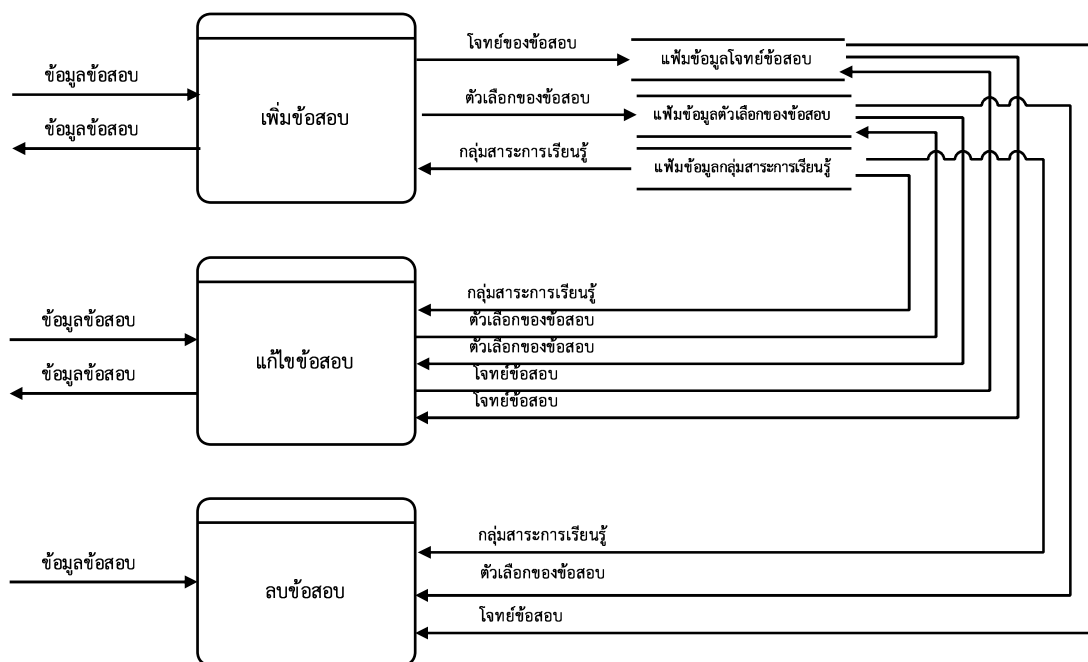 โจทย์ของข้อสอบ
แฟ้มข้อมูลโจทย์ข้อสอบ
ข้อมูลข้อสอบ
ตัวเลือกของข้อสอบ
แฟ้มข้อมูลตัวเลือกของข้อสอบ
เพิ่มข้อสอบ
ข้อมูลข้อสอบ
กลุ่มสาระการเรียนรู้
แฟ้มข้อมูลกลุ่มสาระการเรียนรู้
กลุ่มสาระการเรียนรู้
ข้อมูลข้อสอบ
ตัวเลือกของข้อสอบ
ตัวเลือกของข้อสอบ
แก้ไขข้อสอบ
ข้อมูลข้อสอบ
โจทย์ข้อสอบ
โจทย์ข้อสอบ
กลุ่มสาระการเรียนรู้
ข้อมูลข้อสอบ
ตัวเลือกของข้อสอบ
ลบข้อสอบ
โจทย์ข้อสอบ